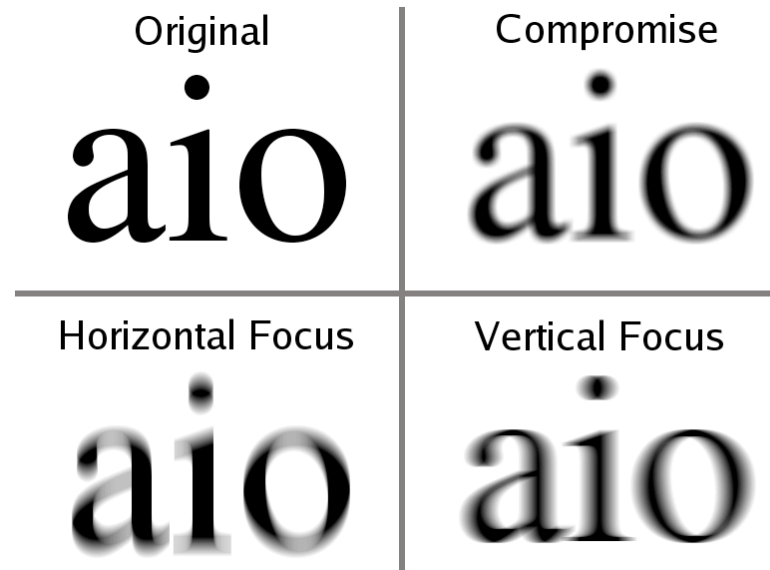 Original
aio
Compromise
aio
Horizontal Focus
aio
Vertical Focus
aio